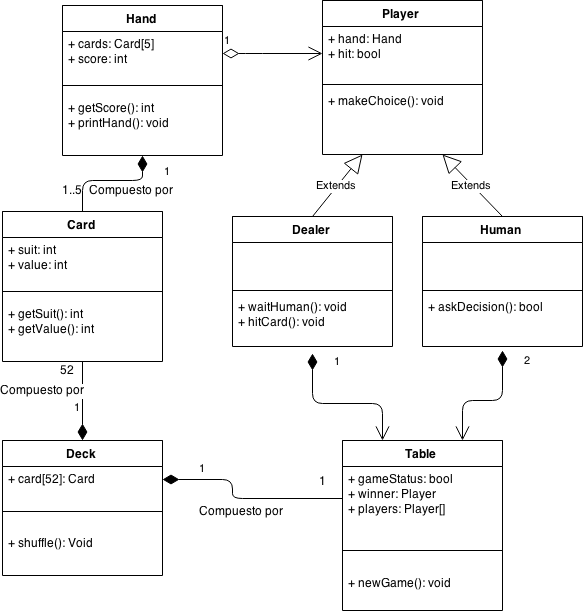 Hand
+ cards: Card[5]
+ score: int
+ getScore(): int
+ printHand(): void
1
Player
+ hand: Hand
+ hit: bool
+ makeChoice(): void
1
1..5 Compuesto por
Extends
Extends
Card
+ suit: int
+ value: int
+ getSuit(): int
+ getValue(): int
Dealer
+ waitHuman(): void
+ hitCard(): void
Human
+ askDecision(): bool
52
Compuesto por
1
1
2
Deck
+ card[52]: Card
+ shuffle(): Void
1
1
Compuesto por
Table
+ gameStatus: bool
+ winner: Player
+ players: Player[]
+ newGame(): void